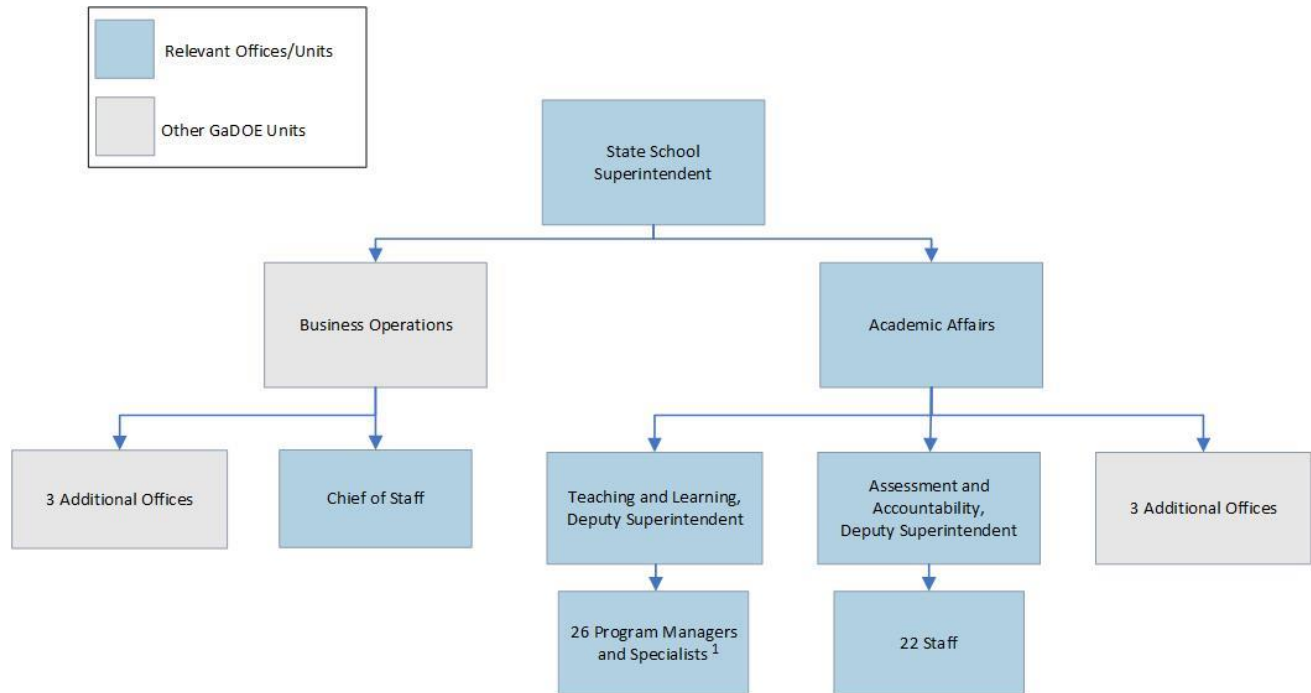 Relevant Offices/Units
Other GaDOE Units
State School
Superintendent
Business Operations
Academic Affairs
3 Additional Offices
Chief of Staff
Teaching and Learning,
Deputy Superintendent
Assessment and
Accountability,
Deputy Superintendent
3 Additional Offices
26 Program Managers
and Specialists 1
22 Staff